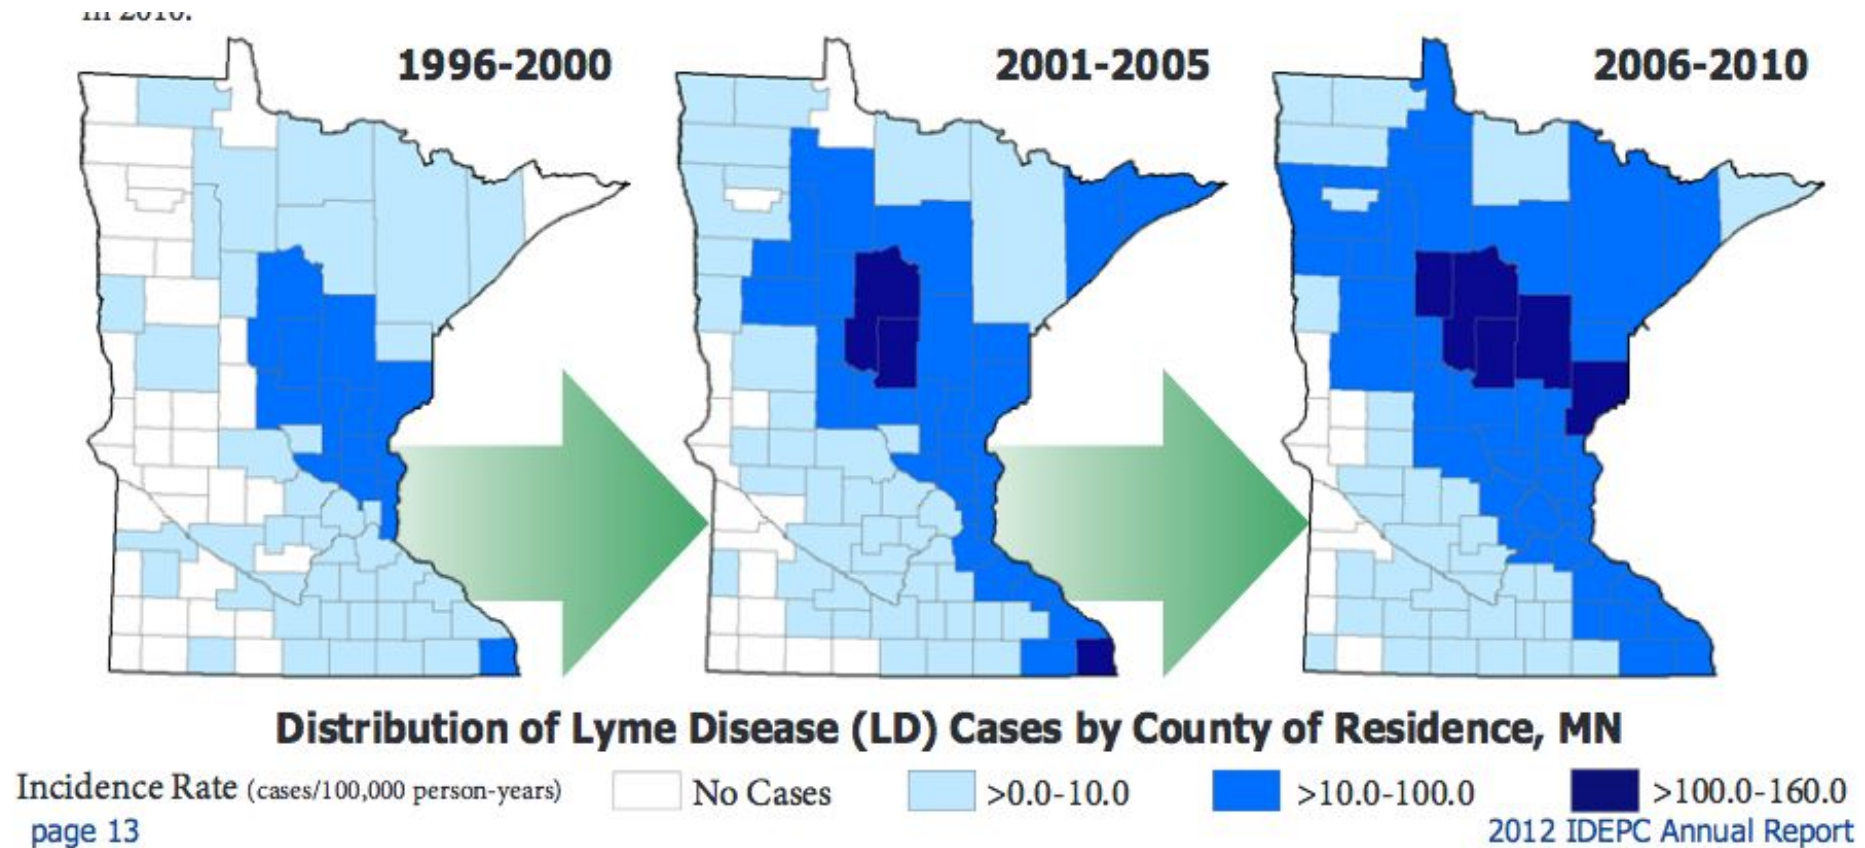 in 2010.
1996-2000
2001-2005
2006-2010
Distribution of Lyme Disease (LD) Cases by County of Residence, MN
Incidence Rate (cases/100,000 person-years) No Cases >0.0-10.0 >10.0-100.0 >100.0-160.0
page 13
2012 IDEPC Annual Report